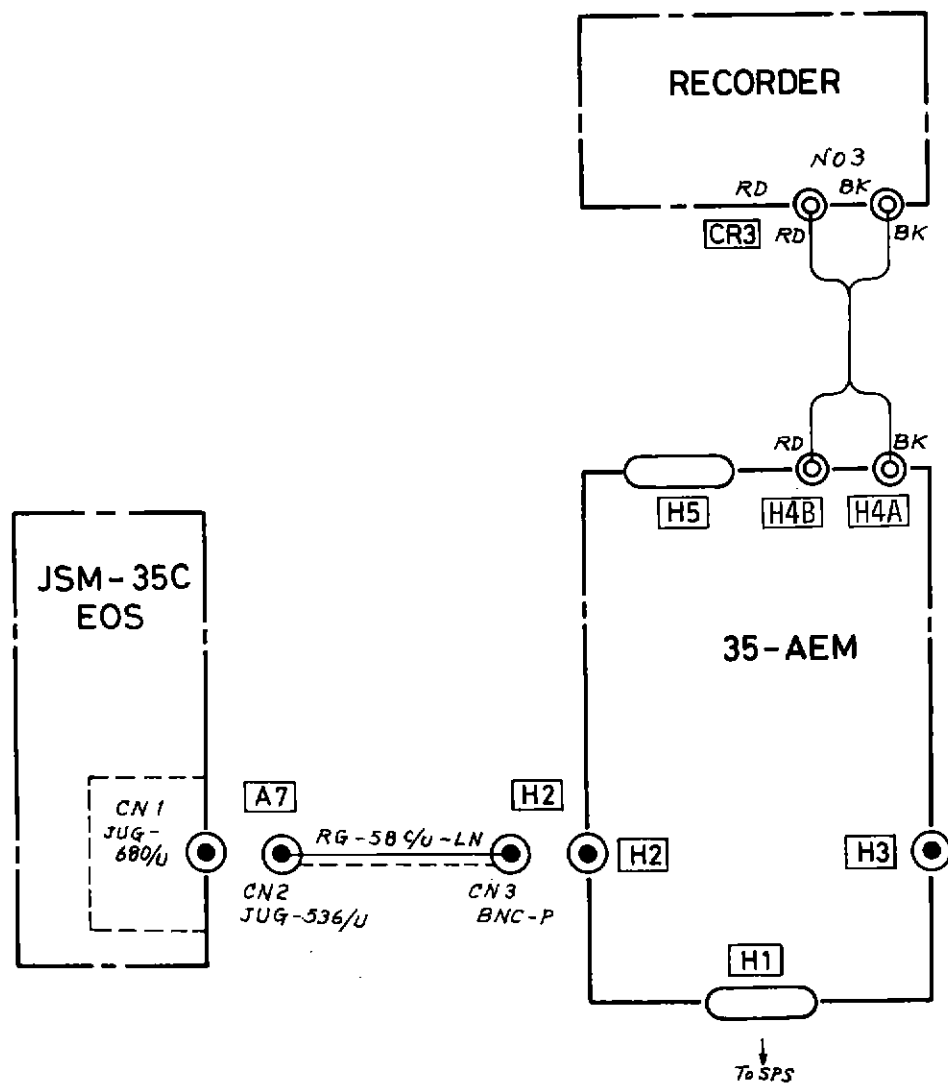 RECORDER
NO3
RD BK
CR3 RD BK
RD BK
H5 H4B H4A
JSM-35C
EOS
35-AEM
CN1
JUG-
680/U
A7
H2
RG-58 C/U-LN
H2
H3
CN2
JUG-536/U
CN3
BNC-P
H1
To SPS